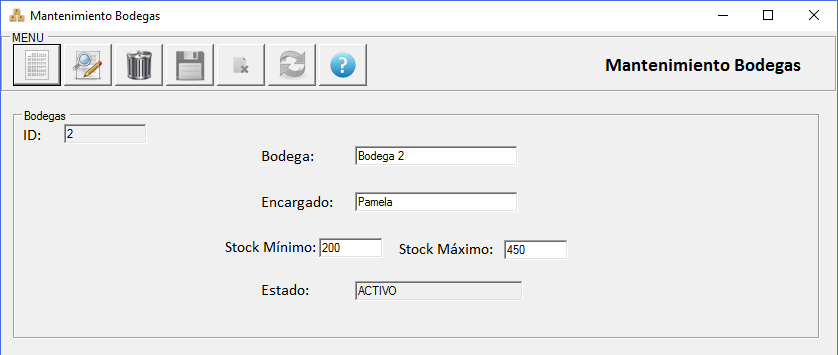 Mantenimiento Bodegas
MENU
Mantenimiento Bodegas
Bodegas
ID: 2
Bodega: Bodega 2
Encargado: Pamela
Stock Mínimo: 200 Stock Máximo: 450
Estado: ACTIVO